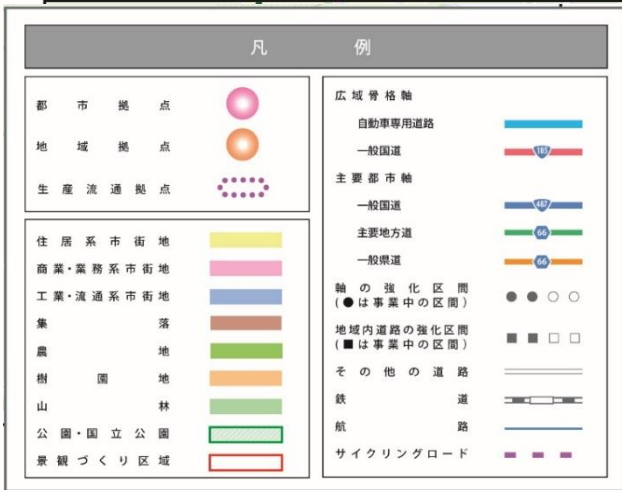 凡例
都市拠点
地域拠点
生産流通拠点
住居系市街地
商業・業務系市街地
工業・流通系市街地
集落
農地
樹園地
山林
公園・国立公園
景観づくり区域
広域骨格軸
自動車専用道路
一般国道
185
主要都市軸
一般国道
487
主要地方道
66
一般県道
66
軸の強化区間
(●は事業中の区間)
地域内道路の強化区間
(■は事業中の区間)
その他の道路
鉄道
航路
サイクリングロード